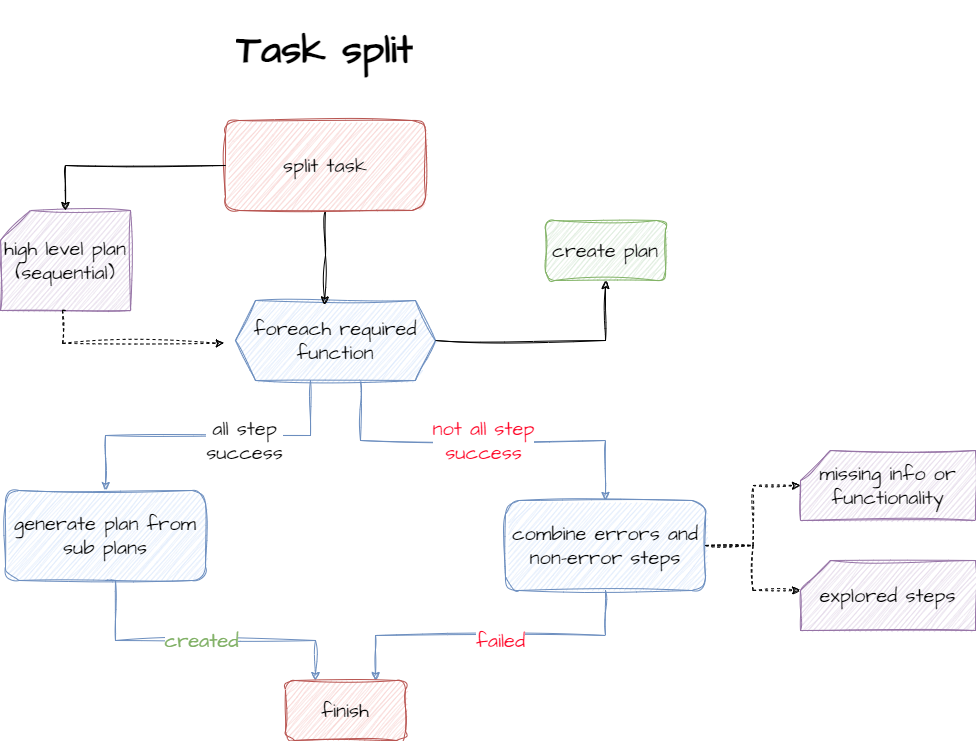 Task split
split task
high level plan
(sequential)
create plan
foreach required
function
all step
success
not all step
success
generate plan from
sub plans
combine errors and
non-error steps
missing info or
functionality
explored steps
created
failed
finish